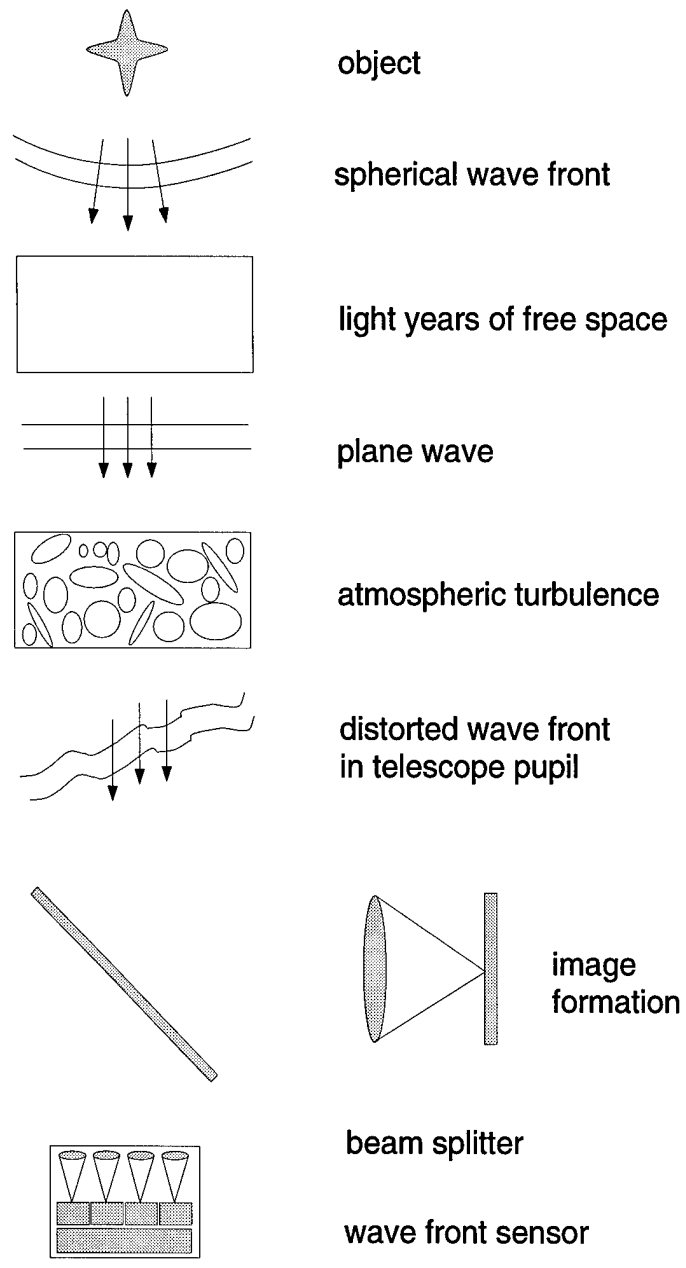 object
spherical wave front
light years of free space
plane wave
atmospheric turbulence
distorted wave front
in telescope pupil
image
formation
beam splitter
wave front sensor